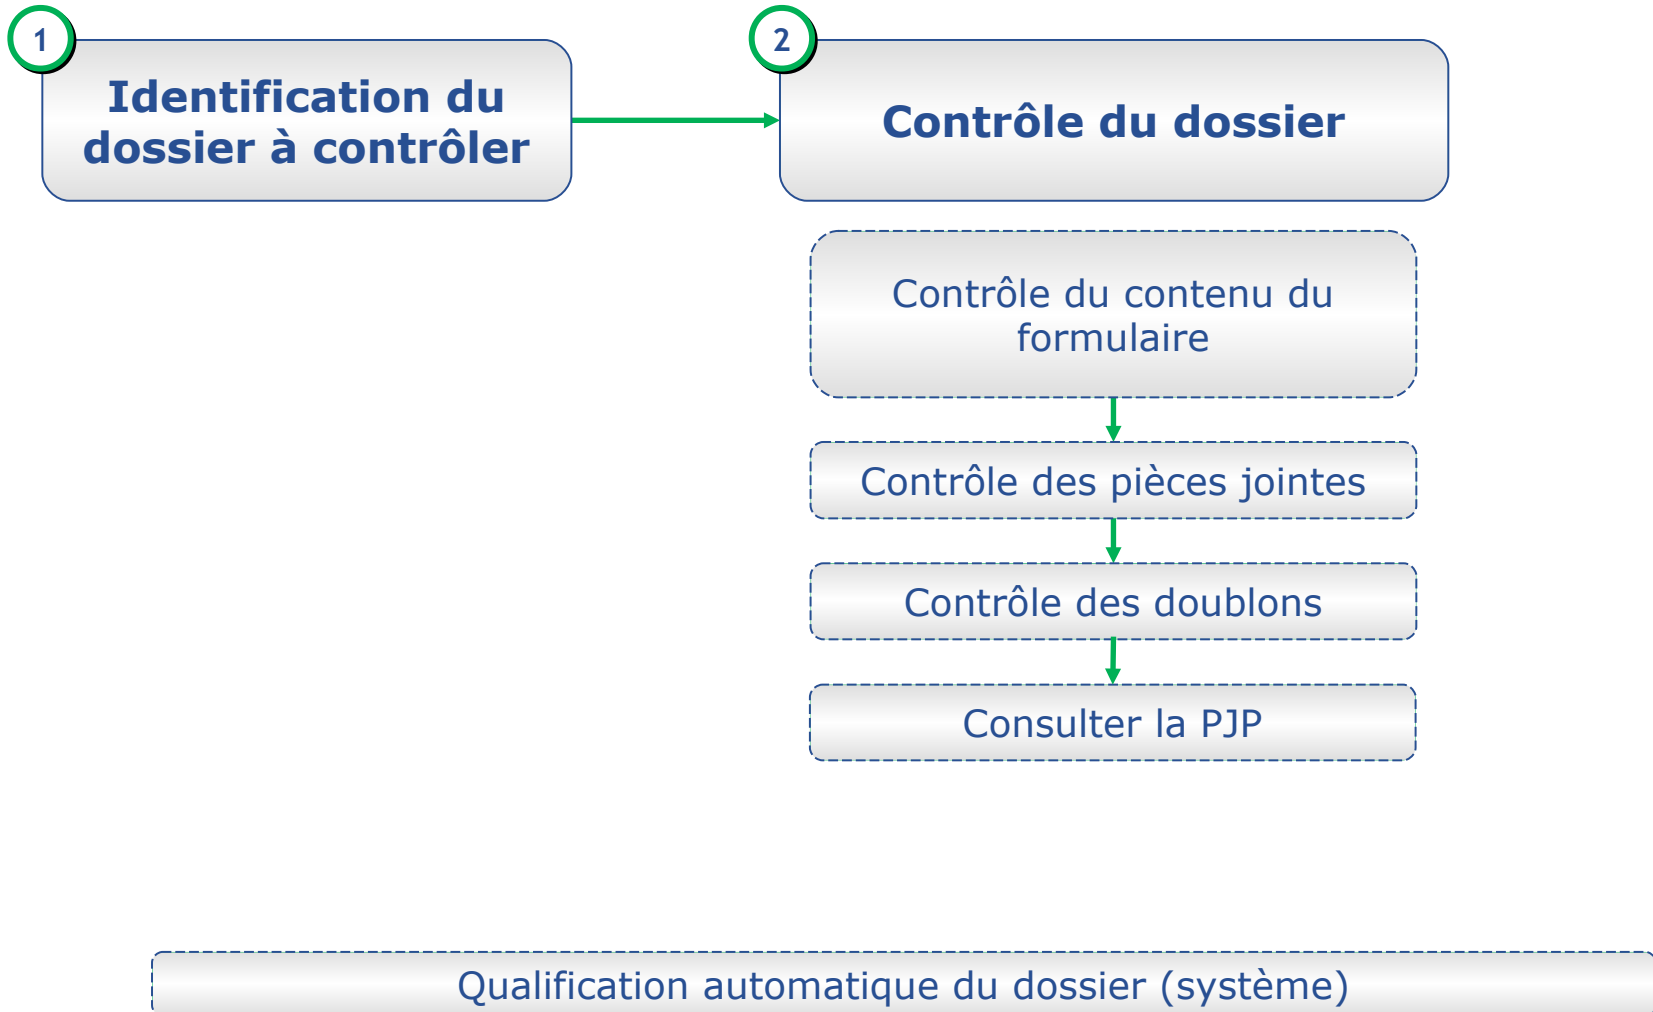 1
Identification du
dossier à contrôler
2
Contrôle du dossier
Contrôle du contenu du
formulaire
Contrôle des pièces jointes
Contrôle des doublons
Consulter la PJP
Qualification automatique du dossier (système)